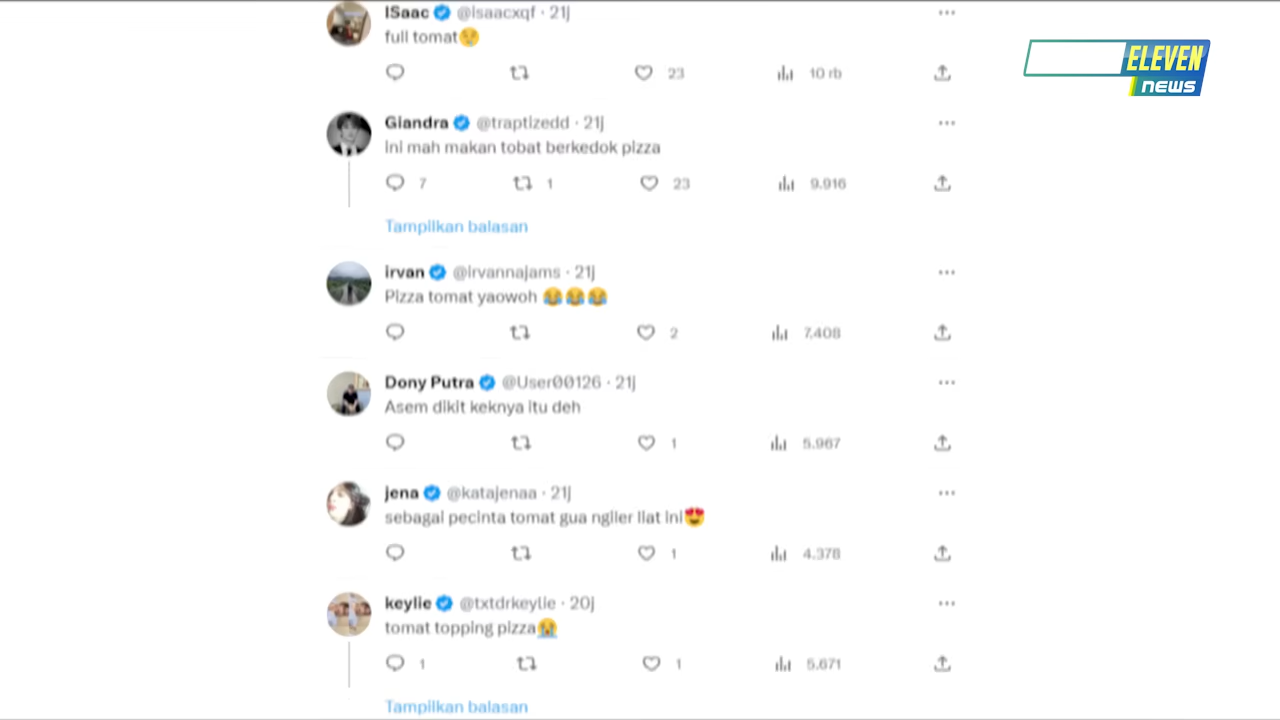 ISaac @isaacxqf · 21j
full tomat😢
23 10 rb
Giandra @traptizedd · 21j
Ini mah makan tobat berkedok pizza
7 1 23 9.916
Tampilkan balasan
irvan @irvannajams · 21j
Pizza tomat yaowoh 😂😂😂
2 7.408
Dony Putra @User00126 · 21j
Asem dikit keknya itu deh
1 5.967
jena @katajenaa · 21j
sebagai pecinta tomat gua ngiler liat ini😍
1 4.378
keylie @txtdrkeylie · 20j
tomat topping pizza😭
1 1 5.671
Tampilkan balasan
ELEVEN
news